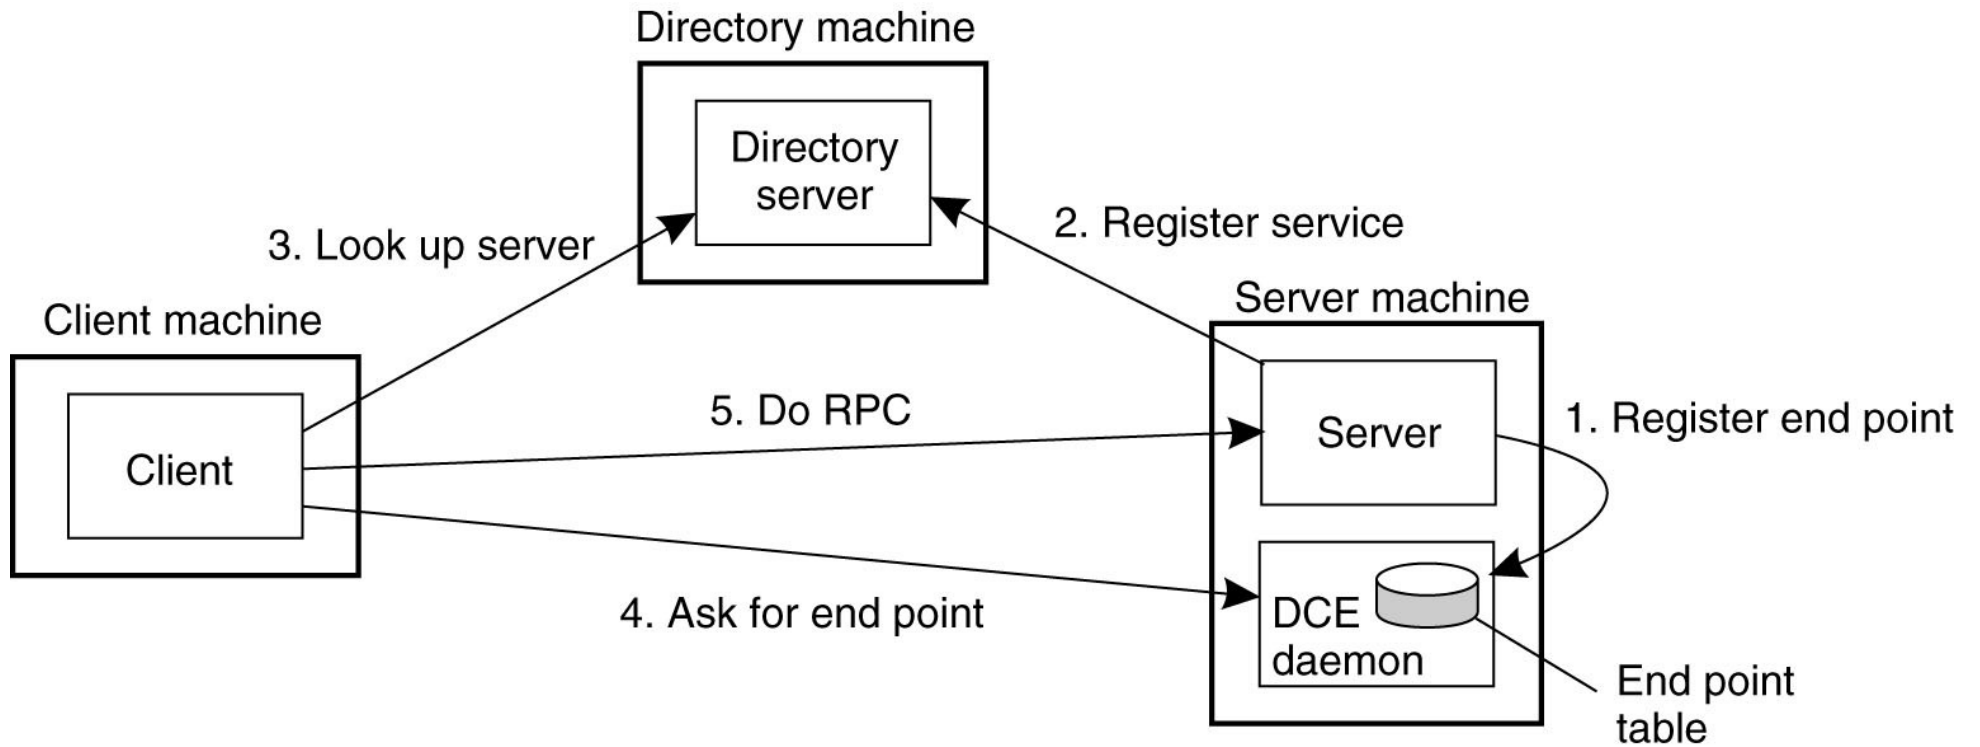 Directory machine
Directory
server
2. Register service
3. Look up server
Server machine
Client machine
5. Do RPC
1. Register end point
Server
Client
4. Ask for end point
DCE
daemon
End point
table